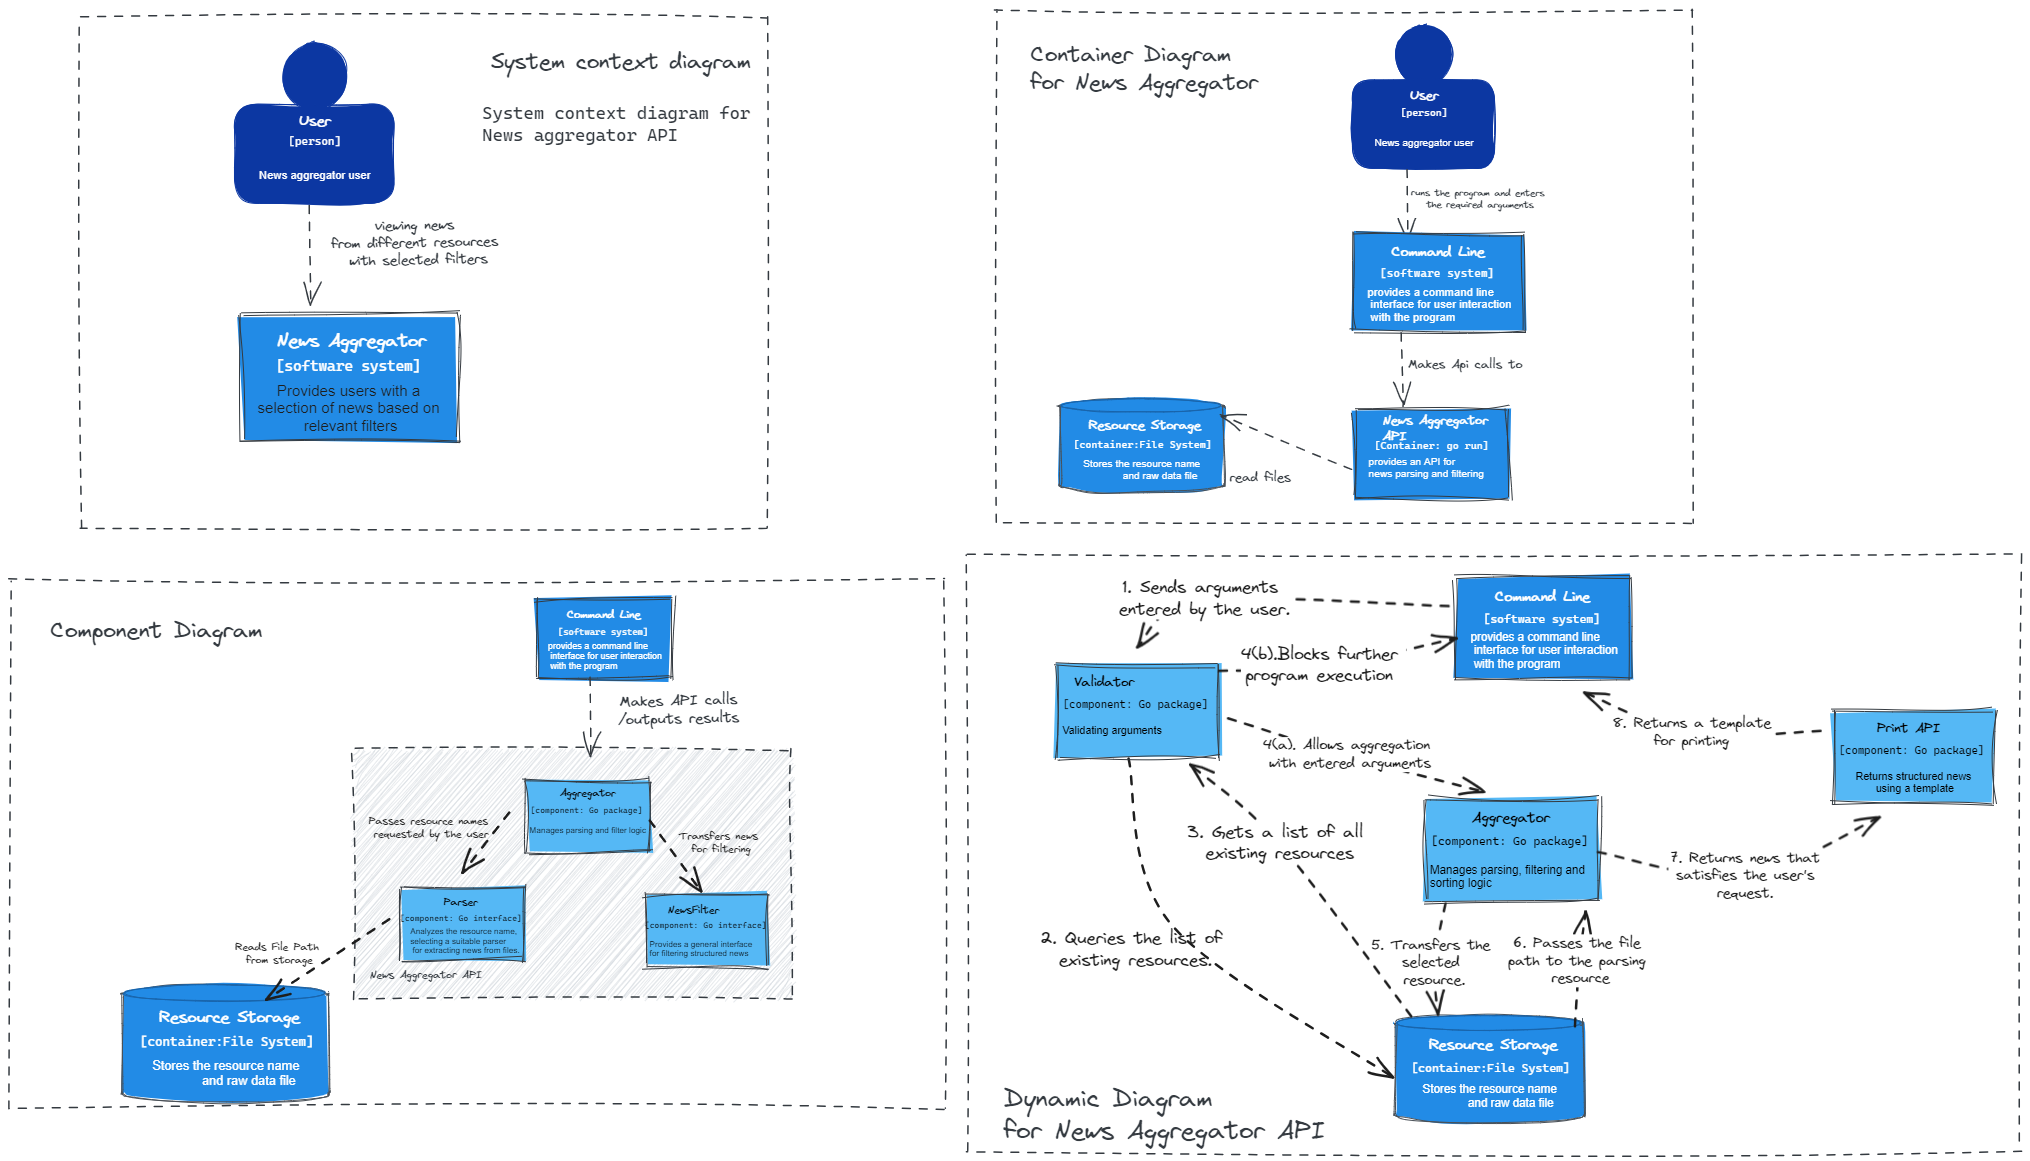 System context diagram
System context diagram for
News aggregator API
User
[person]
News aggregator user
viewing news
from different resources
with selected filters
News Aggregator
[software system]
Provides users with a
selection of news based on
relevant filters
Container Diagram
for News Aggregator
User
[person]
News aggregator user
runs the program and enters
the required arguments
Command Line
[software system]
provides a command line
interface for user interaction
with the program
Makes Api calls to
News Aggregator
API
[Container: go run]
provides an API for
news parsing and filtering
read files
Resource Storage
[container:File System]
Stores the resource name
and raw data file
Component Diagram
Command Line
[software system]
provides a command line
interface for user interaction
with the program
Makes API calls
/outputs results
Aggregator
[component: Go package]
Manages parsing and filter logic
Passes resource names
requested by the user
Transfers news
for filtering
Parser
[component: Go interface]
Analyzes the resource name,
selecting a suitable parser
for extracting news from files.
NewsFilter
[component: Go interface]
Provides a general interface
for filtering structured news
News Aggregator API
Reads File Path
from storage
Resource Storage
[container:File System]
Stores the resource name
and raw data file
1. Sends arguments
entered by the user.
Command Line
[software system]
provides a command line
interface for user interaction
with the program
4(b).Blocks further
program execution
Validator
[component: Go package]
Validating arguments
4(a). Allows aggregation
with entered arguments
8. Returns a template
for printing
Print API
[component: Go package]
Returns structured news
using a template
3. Gets a list of all
existing resources
Aggregator
[component: Go package]
Manages parsing, filtering and
sorting logic
7. Returns news that
satisfies the user's
request.
2. Queries the list of
existing resources.
5. Transfers the
selected
resource.
6. Passes the file
path to the parsing
resource
Resource Storage
[container:File System]
Stores the resource name
and raw data file
Dynamic Diagram
for News Aggregator API